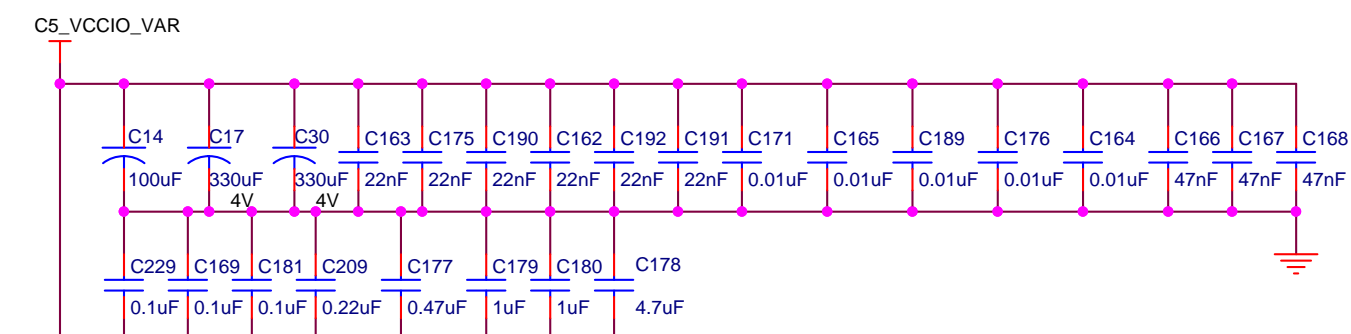 C5_VCCIO_VAR
C14 C17 C30 C163 C175 C190 C162 C192 C191 C171 C165 C189 C176 C164 C166 C167 C168
100uF 330uF 330uF 22nF 22nF 22nF 22nF 22nF 22nF 0.01uF 0.01uF 0.01uF 0.01uF 0.01uF 47nF 47nF 47nF
4V 4V
C229 C169 C181 C209 C177 C179 C180 C178
0.1uF 0.1uF 0.1uF 0.22uF 0.47uF 1uF 1uF 4.7uF